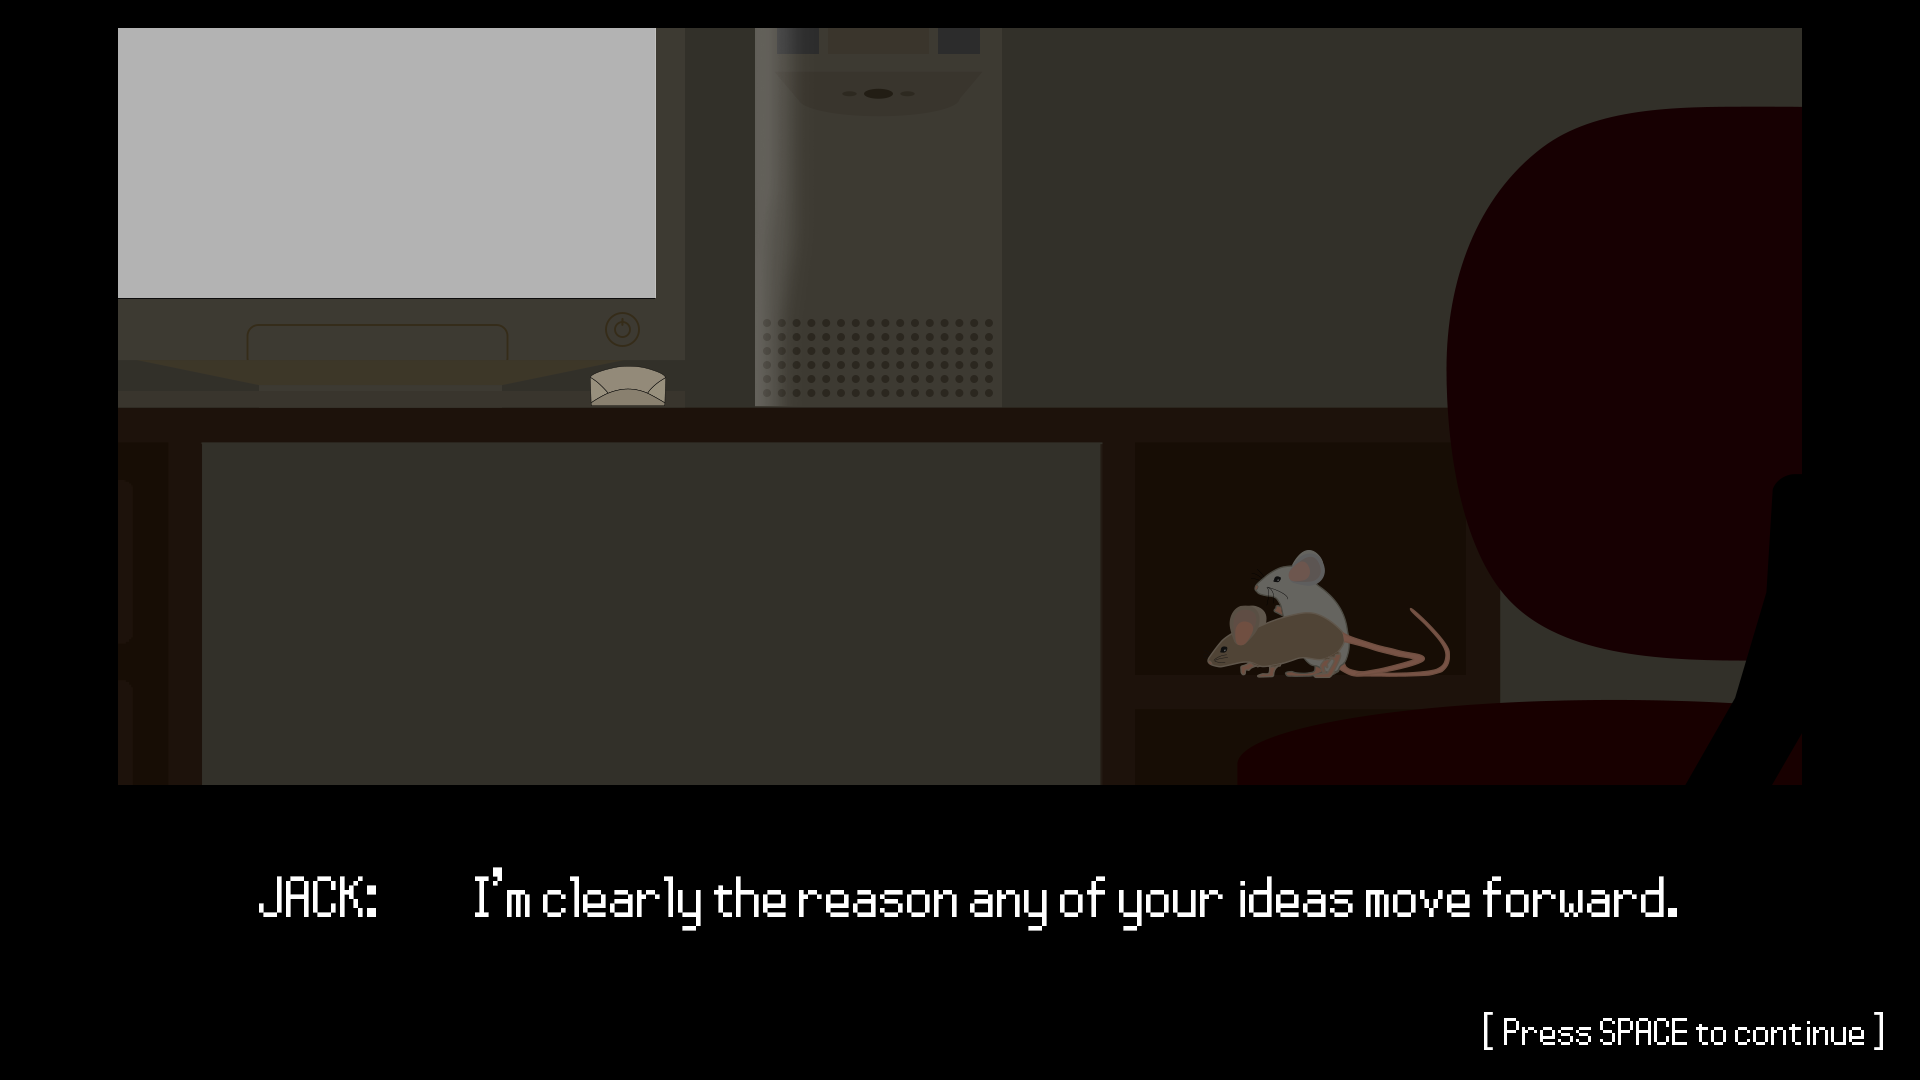 JACK: I'm clearly the reason any of your ideas move forward.
[ Press SPACE to continue ]